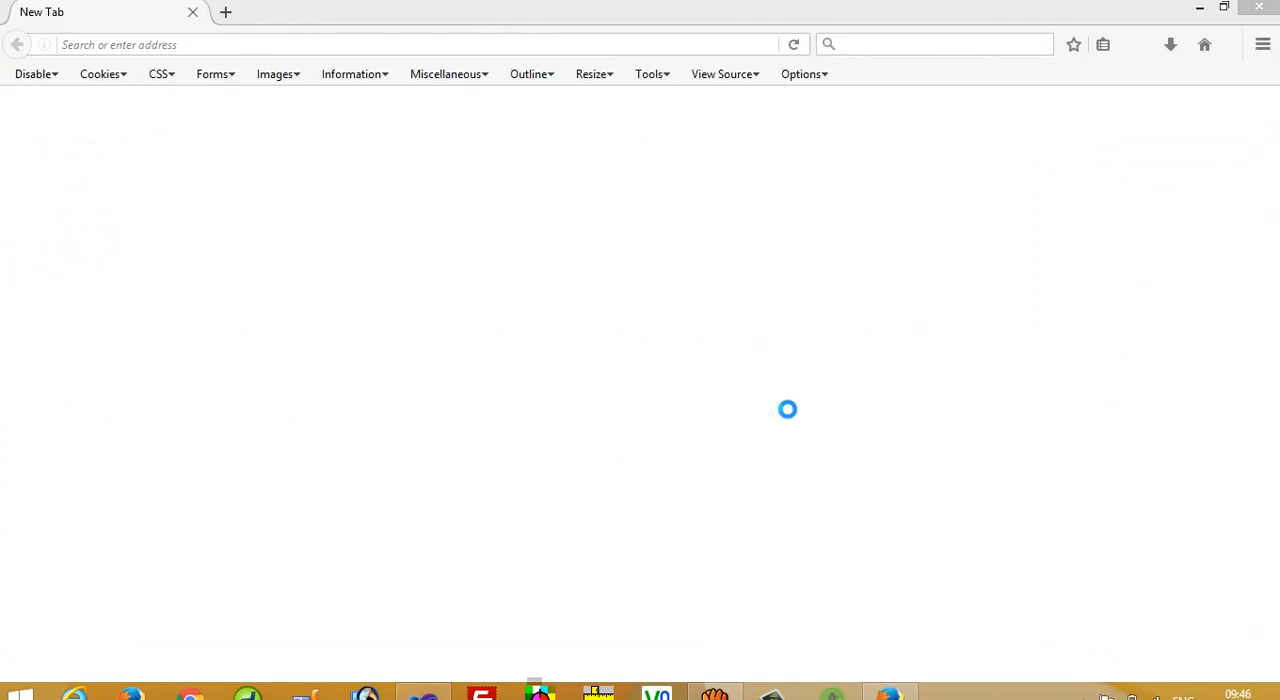 New Tab
Search or enter address
Disable Cookies CSS Forms Images Information Miscellaneous Outline Resize Tools View Source Options
ENG 09:46